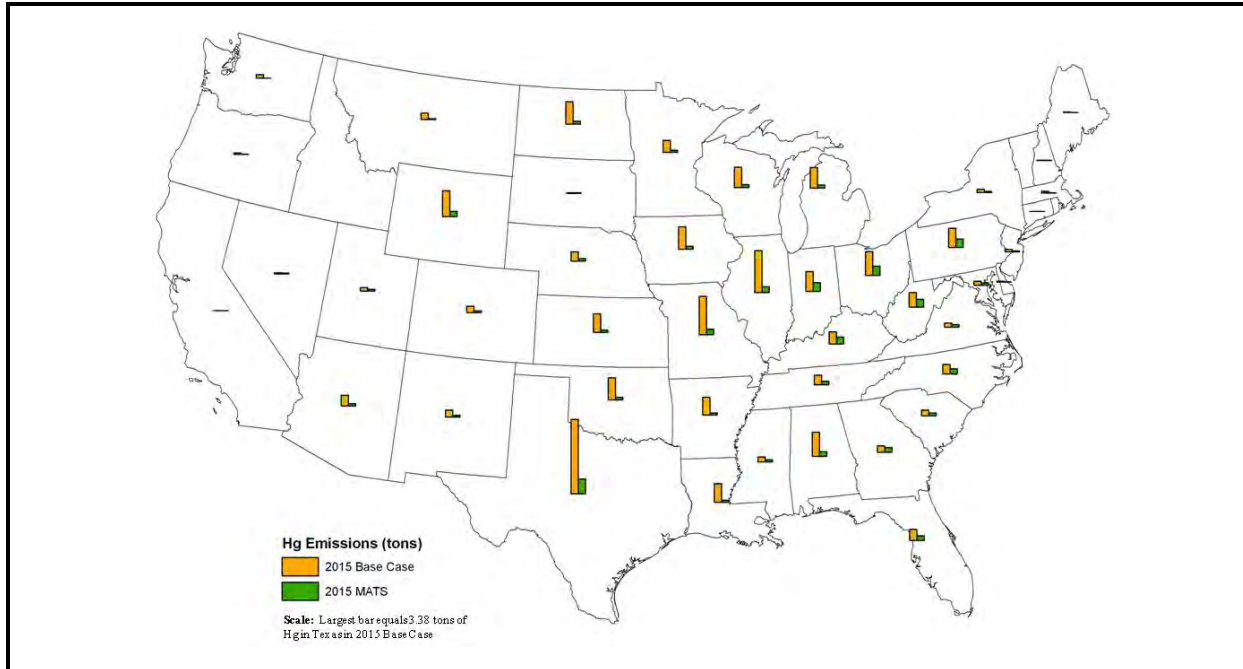 Hg Emissions (tons)
2015 Base Case
2015 MATS
Scale: Largest bar equals 3.38 tons of
Hg in Texas in 2015 Base Case